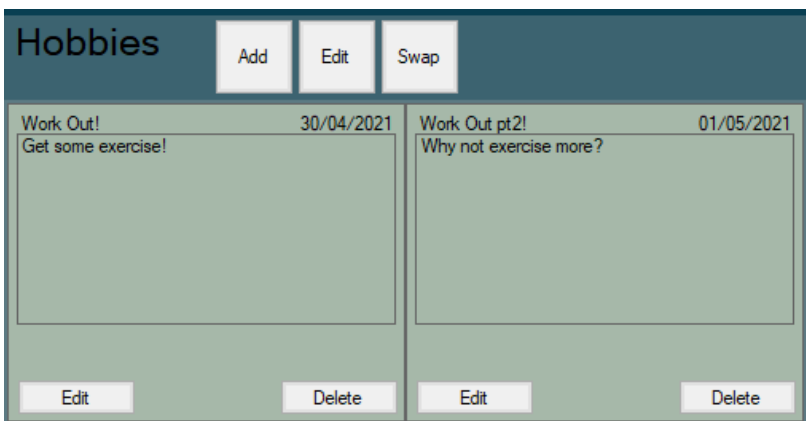 Hobbies Add Edit Swap
Work Out! 30/04/2021
Get some exercise!
Edit Delete
Work Out pt2! 01/05/2021
Why not exercise more?
Edit Delete